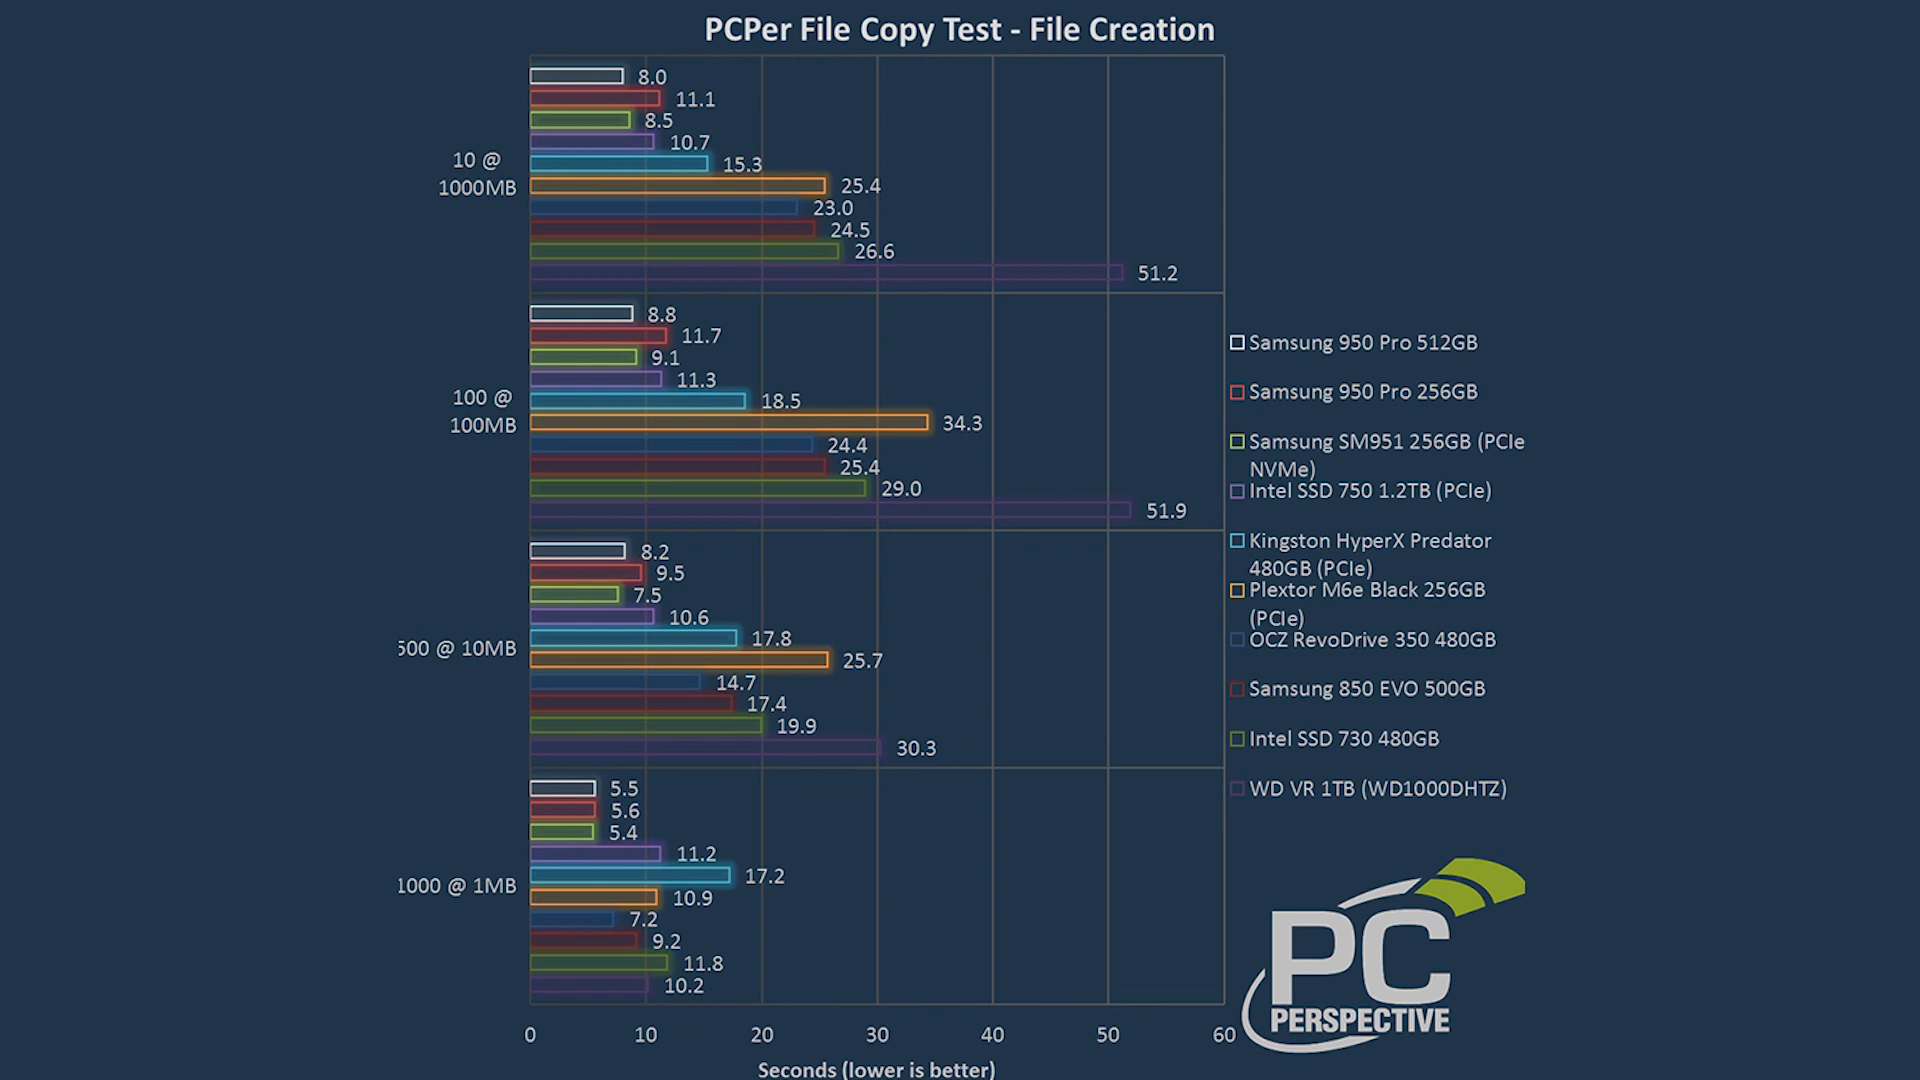 PCPer File Copy Test - File Creation
10 @
1000MB
8.0
11.1
8.5
10.7
15.3
25.4
23.0
24.5
26.6
51.2
100 @
100MB
8.8
11.7
9.1
11.3
18.5
34.3
24.4
25.4
29.0
51.9
500 @ 10MB
8.2
9.5
7.5
10.6
17.8
25.7
14.7
17.4
19.9
30.3
1000 @ 1MB
5.5
5.6
5.4
11.2
17.2
10.9
7.2
9.2
11.8
10.2
0 10 20 30 40 50 60
Seconds (lower is better)
Samsung 950 Pro 512GB
Samsung 950 Pro 256GB
Samsung SM951 256GB (PCIe
NVMe)
Intel SSD 750 1.2TB (PCIe)
Kingston HyperX Predator
480GB (PCIe)
Plextor M6e Black 256GB
(PCIe)
OCZ RevoDrive 350 480GB
Samsung 850 EVO 500GB
Intel SSD 730 480GB
WD VR 1TB (WD1000DHTZ)
PC
PERSPECTIVE